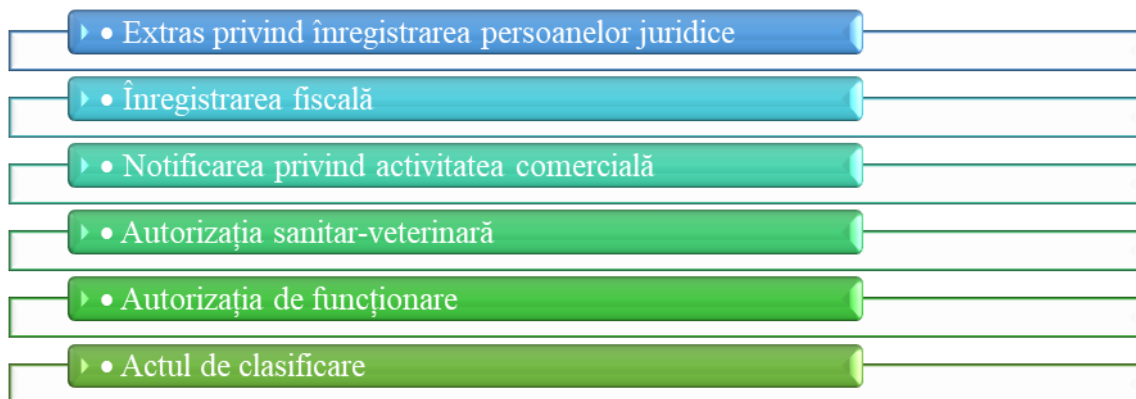 • Extras privind înregistrarea persoanelor juridice
• Înregistrarea fiscală
• Notificarea privind activitatea comercială
• Autorizația sanitar-veterinară
• Autorizația de funcționare
• Actul de clasificare